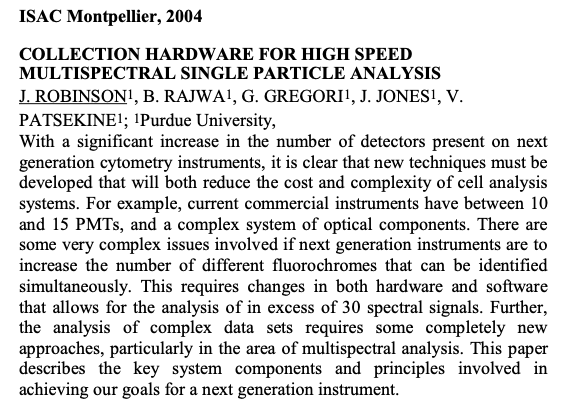 ISAC Montpellier, 2004
COLLECTION HARDWARE FOR HIGH SPEED
MULTISPECTRAL SINGLE PARTICLE ANALYSIS
J. ROBINSON1, B. RAJWA1, G. GREGORI1, J. JONES1, V.
PATSEKINE1; 1Purdue University,
With a significant increase in the number of detectors present on next
generation cytometry instruments, it is clear that new techniques must be
developed that will both reduce the cost and complexity of cell analysis
systems. For example, current commercial instruments have between 10
and 15 PMTs, and a complex system of optical components. There are
some very complex issues involved if next generation instruments are to
increase the number of different fluorochromes that can be identified
simultaneously. This requires changes in both hardware and software
that allows for the analysis of in excess of 30 spectral signals. Further,
the analysis of complex data sets requires some completely new
approaches, particularly in the area of multispectral analysis. This paper
describes the key system components and principles involved in
achieving our goals for a next generation instrument.